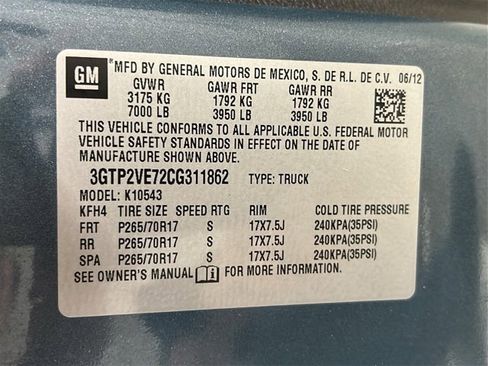 GM
*MFD BY GENERAL MOTORS DE MEXICO, S. DE R.L. DE C.V. 06/12
GVWR GAWR FRT GAWR RR
3175 KG 1792 KG 1792 KG
7000 LB 3950 LB 3950 LB
THIS VEHICLE CONFORMS TO ALL APPLICABLE U.S. FEDERAL MOTOR
VEHICLE SAFETY STANDARDS IN EFFECT ON THE DATE OF
MANUFACTURE SHOWN ABOVE.
3GTP2VE72CG311862 TYPE: TRUCK
MODEL: K10543
KFH4 TIRE SIZE SPEED RTG RIM COLD TIRE PRESSURE
FRT P265/70R17 S 17X7.5J 240KPA(35PSI)
RR P265/70R17 S 17X7.5J 240KPA(35PSI)
SPA P265/70R17 S 17X7.5J 240KPA(35PSI)
SEE OWNER'S MANUAL FOR MORE INFORMATION.